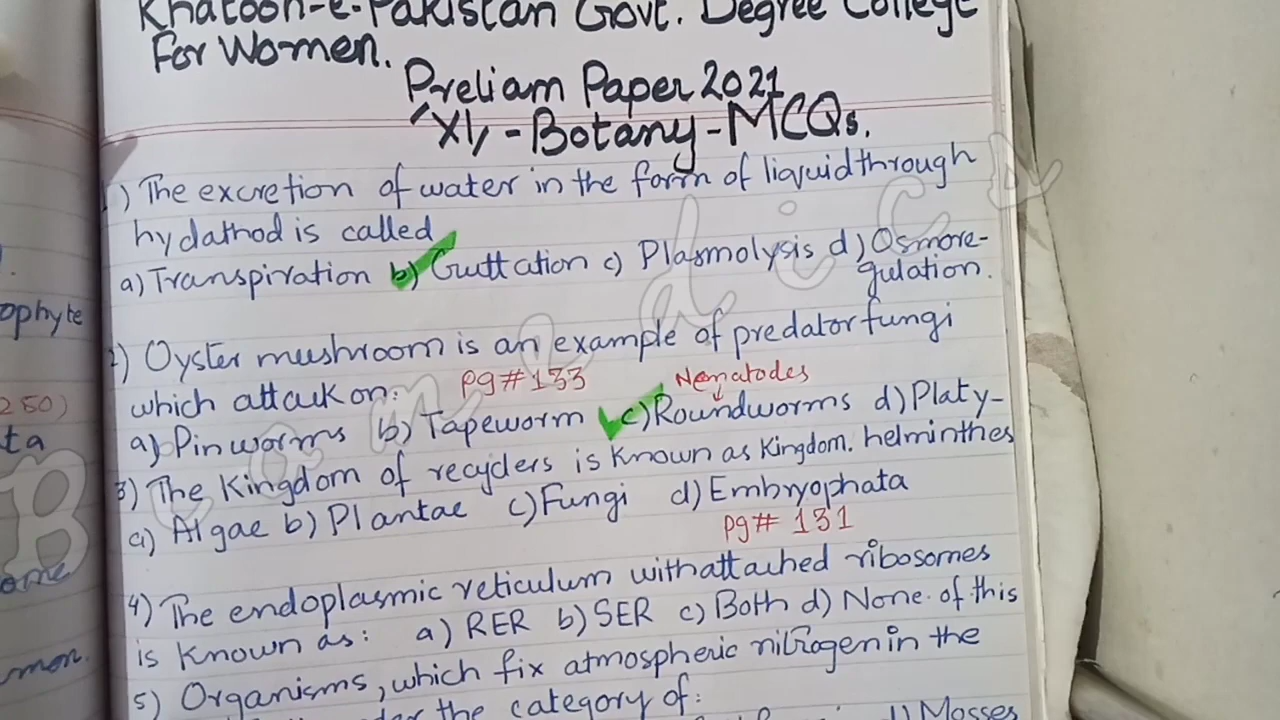 Khatoon-e-Pakistan Govt. Degree College
For Women.
Preliam Paper 2021
"XI, - Botany - MCQs.
1) The excretion of water in the form of liquid through
hydathod is called
a) Transpiration b) Guttation c) Plasmolysis d) Osmore-
gulation.
2) Oyster mushroom is an example of predator fungi
which attack on: pg# 133 Nematodes
a) Pinworms b) Tapeworm c) Roundworms d) Platy-
helminthes
3) The Kingdom of recyclers is known as Kingdom.
a) Algae b) Plantae c) Fungi d) Embryophata
pg# 131
4) The endoplasmic reticulum with attached ribosomes
is known as: a) RER b) SER c) Both d) None of this
5) Organisms, which fix atmospheric nitrogen in the
the category of:
d) Mosses
ophyte
250)
ta
ome
mon.